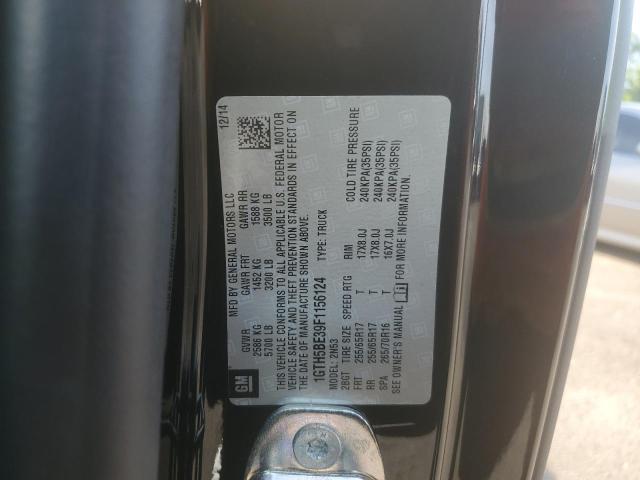 GM
MFD BY GENERAL MOTORS LLC
12/14
GVWR GAWR FRT GAWR RR
2586 KG 1452 KG 1588 KG
5700 LB 3200 LB 3500 LB
THIS VEHICLE CONFORMS TO ALL APPLICABLE U.S. FEDERAL MOTOR
VEHICLE SAFETY AND THEFT PREVENTION STANDARDS IN EFFECT ON
THE DATE OF MANUFACTURE SHOWN ABOVE.
1GTH5BE39F1156124 TYPE: TRUCK
MODEL: 2N53
28GT TIRE SIZE SPEED RTG RIM COLD TIRE PRESSURE
FRT 255/65R17 T 17X8.0J 240KPA(35PSI)
RR 255/65R17 T 17X8.0J 240KPA(35PSI)
SPA 265/70R16 T 16X7.0J 240KPA(35PSI)
SEE OWNER'S MANUAL FOR MORE INFORMATION.